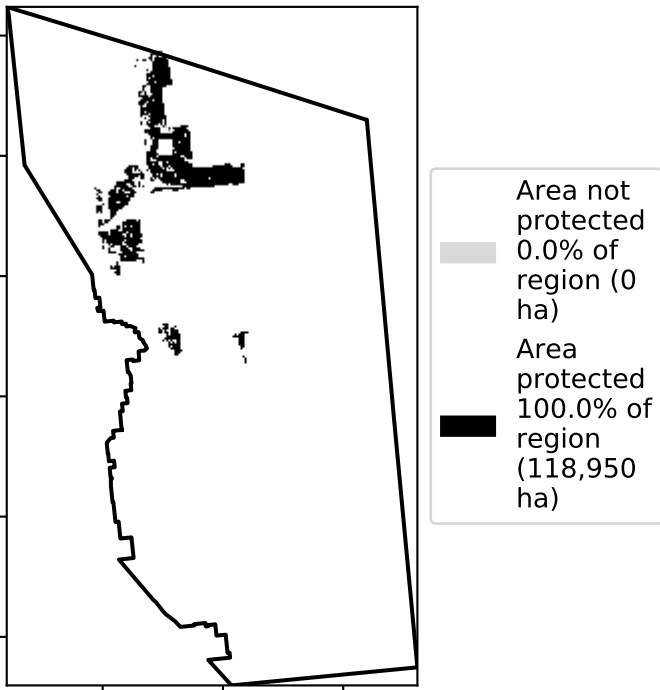 Area not
protected
0.0% of
region (0
ha)
Area
protected
100.0% of
region
(118,950
ha)